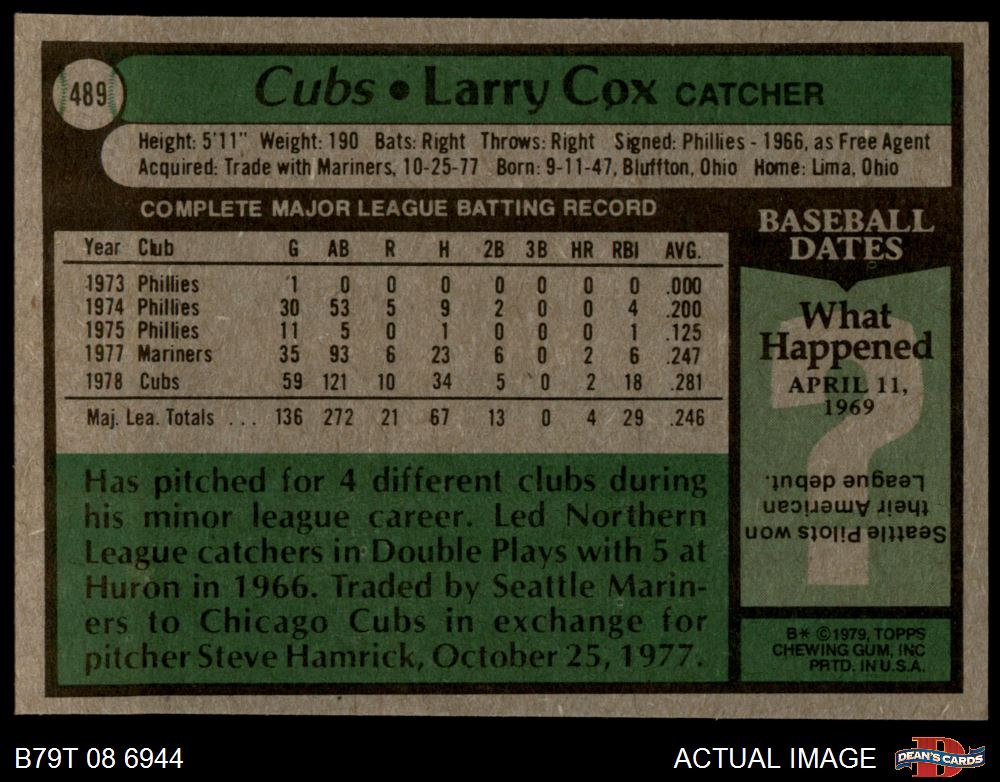 489
Cubs • Larry Cox CATCHER
Height: 5'11" Weight: 190 Bats: Right Throws: Right Signed: Phillies - 1966, as Free Agent
Acquired: Trade with Mariners, 10-25-77 Born: 9-11-47, Bluffton, Ohio Home: Lima, Ohio
COMPLETE MAJOR LEAGUE BATTING RECORD
Year Club G AB R H 2B 3B HR RBI AVG.
1973 Phillies 1 0 0 0 0 0 0 0 .000
1974 Phillies 30 53 5 9 2 0 0 4 .200
1975 Phillies 11 5 0 1 0 0 0 1 .125
1977 Mariners 35 93 6 23 6 0 2 6 .247
1978 Cubs 59 121 10 34 5 0 2 18 .281
Maj. Lea. Totals . . . 136 272 21 67 13 0 4 29 .246
Has pitched for 4 different clubs during
his minor league career. Led Northern
League catchers in Double Plays with 5 at
Huron in 1966. Traded by Seattle Marin-
ers to Chicago Cubs in exchange for
pitcher Steve Hamrick, October 25, 1977.
BASEBALL
DATES
What
Happened
APRIL 11,
1969
?
Seattle Pilots won
their American
League debut.
B* ©1979, TOPPS
CHEWING GUM, INC
PRTD. IN U.S.A.
B79T 08 6944
ACTUAL IMAGE
D
DEAN'S CARDS